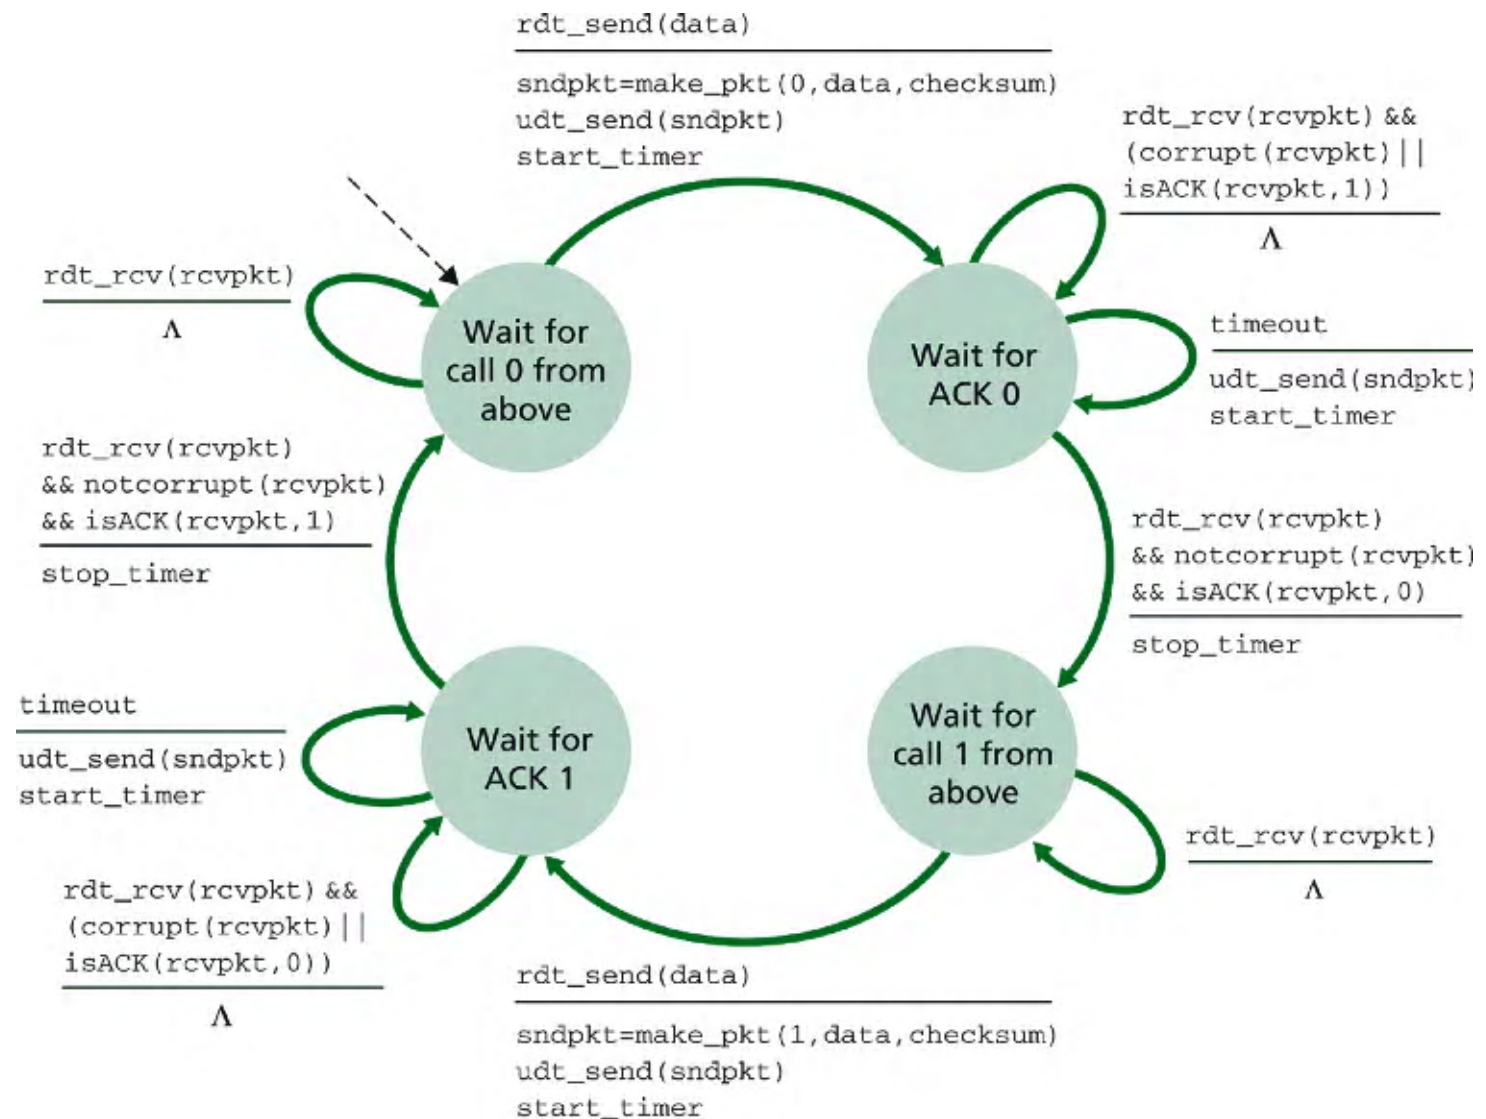 rdt_send(data)
sndpkt=make_pkt(0,data,checksum)
udt_send(sndpkt)
start_timer
rdt_rcv(rcvpkt) &&
(corrupt(rcvpkt)||
isACK(rcvpkt,1))
Λ
rdt_rcv(rcvpkt)
Λ
Wait for
call 0 from
above
Wait for
ACK 0
timeout
udt_send(sndpkt)
start_timer
rdt_rcv(rcvpkt)
&& notcorrupt(rcvpkt)
&& isACK(rcvpkt,1)
stop_timer
rdt_rcv(rcvpkt)
&& notcorrupt(rcvpkt)
&& isACK(rcvpkt,0)
stop_timer
timeout
udt_send(sndpkt)
start_timer
Wait for
ACK 1
Wait for
call 1 from
above
rdt_rcv(rcvpkt)
Λ
rdt_rcv(rcvpkt) &&
(corrupt(rcvpkt)||
isACK(rcvpkt,0))
Λ
rdt_send(data)
sndpkt=make_pkt(1,data,checksum)
udt_send(sndpkt)
start_timer